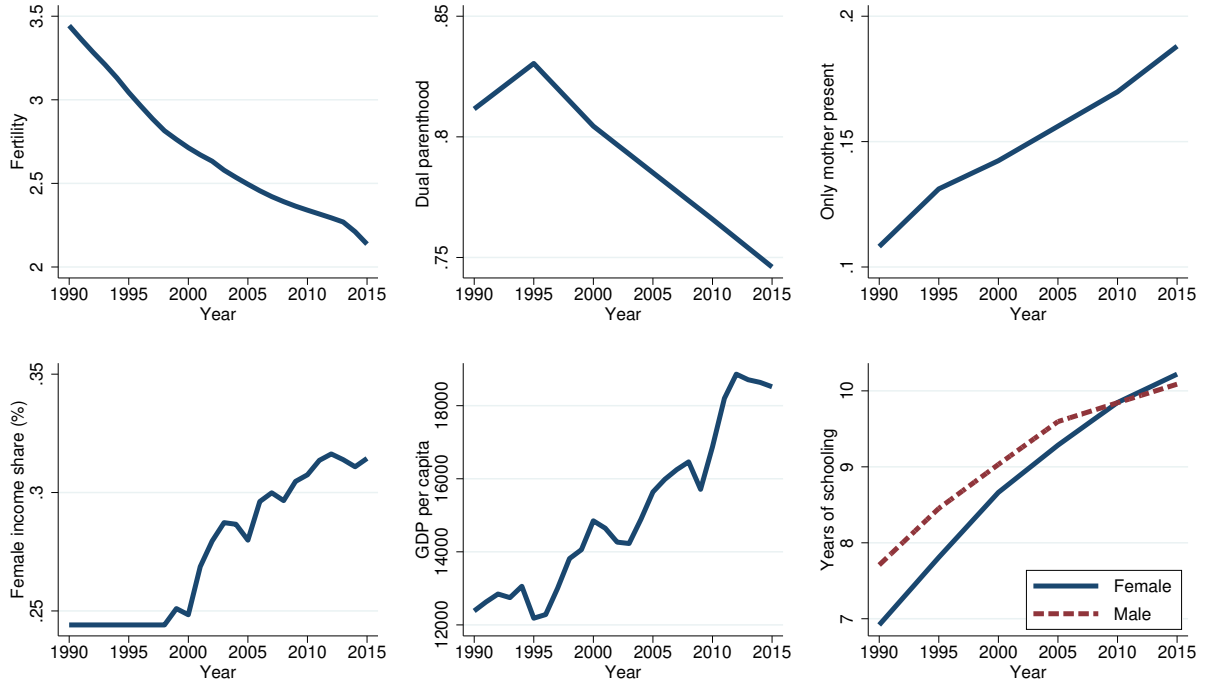 Fertility
3.5
3
2.5
2
1990 1995 2000 2005 2010 2015
Year
Dual parenthood
.85
.8
.75
1990 1995 2000 2005 2010 2015
Year
Only mother present
.2
.15
.1
1990 1995 2000 2005 2010 2015
Year
Female income share (%)
.35
.3
.25
1990 1995 2000 2005 2010 2015
Year
GDP per capita
18000
16000
14000
12000
1990 1995 2000 2005 2010 2015
Year
Years of schooling
10
9
8
7
Female
Male
1990 1995 2000 2005 2010 2015
Year